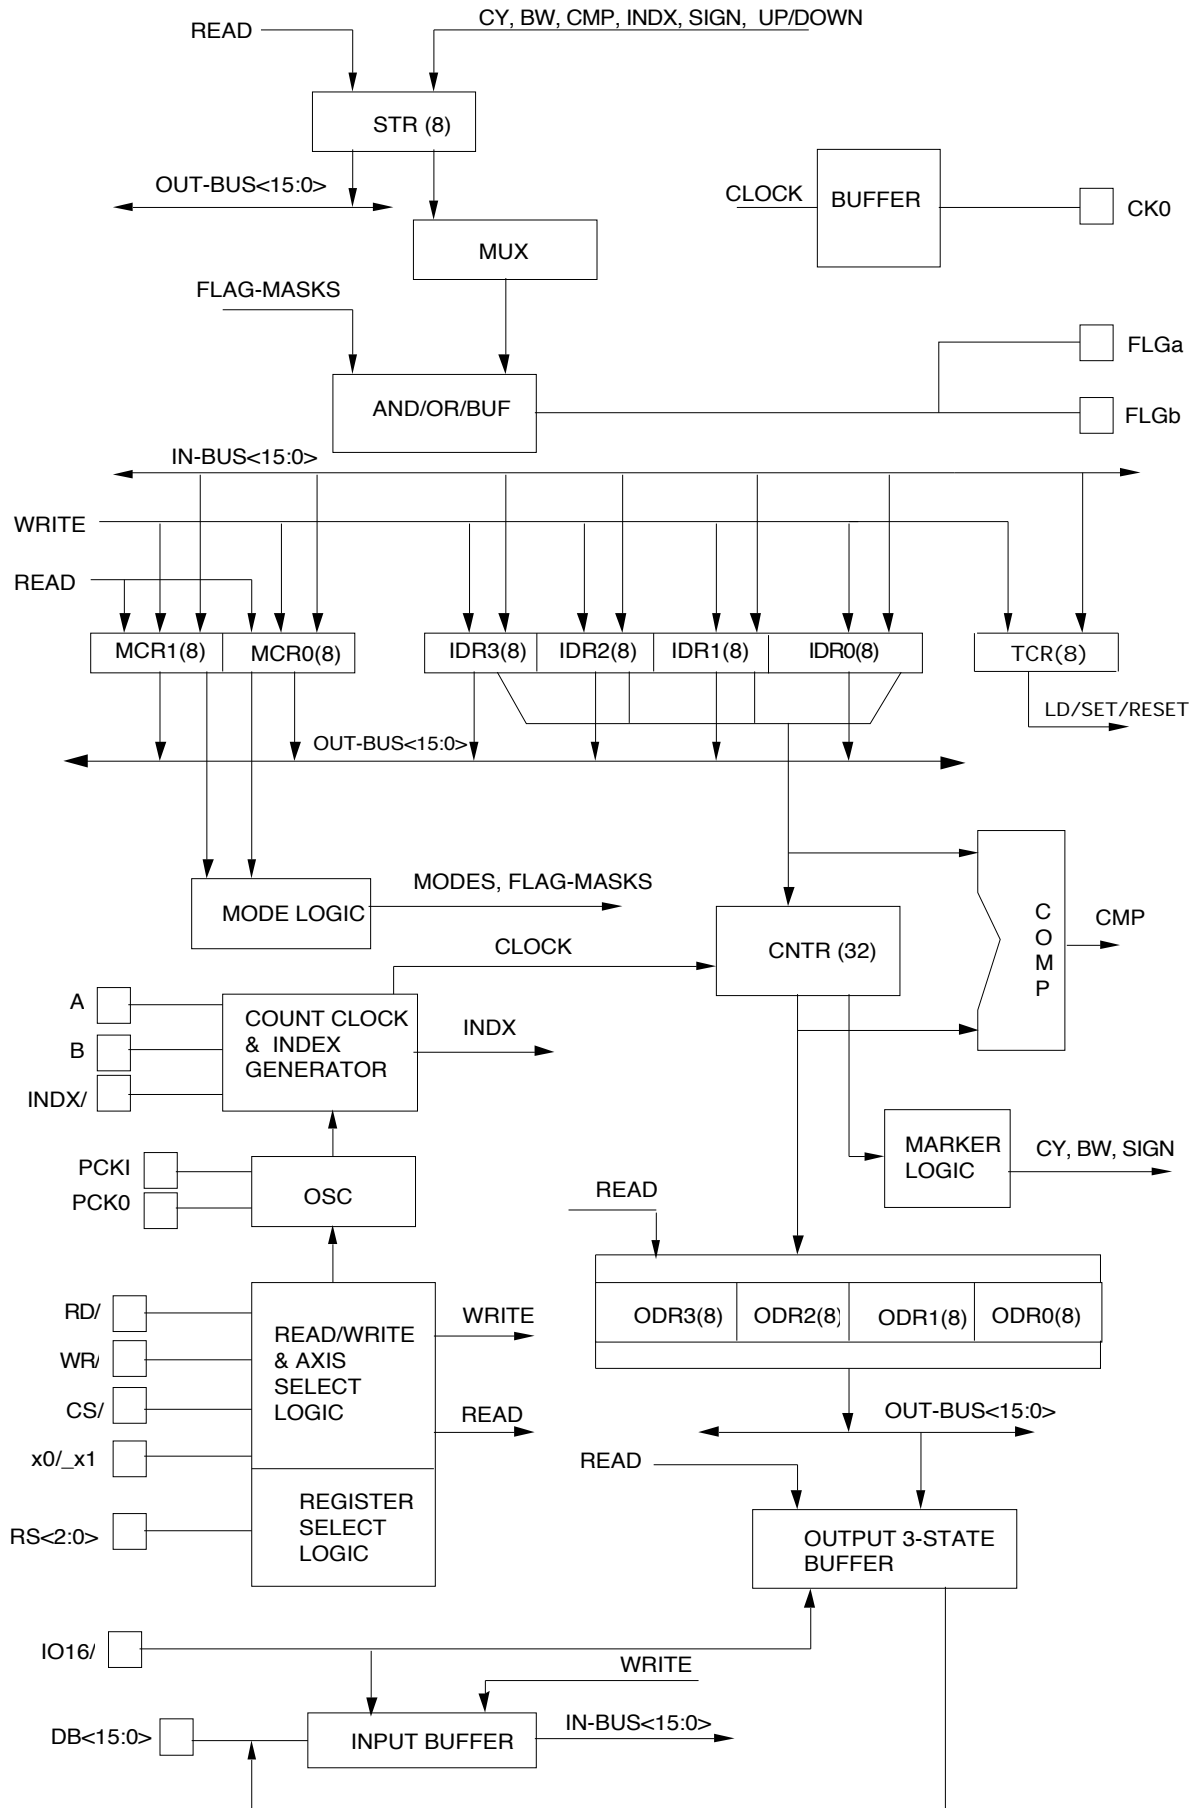 CY, BW, CMP, INDX, SIGN, UP/DOWN
READ
STR (8)
OUT-BUS<15:0>
CLOCK
BUFFER
CK0
MUX
FLAG-MASKS
FLGa
AND/OR/BUF
FLGb
IN-BUS<15:0>
WRITE
READ
MCR1(8)
MCR0(8)
IDR3(8)
IDR2(8)
IDR1(8)
IDR0(8)
TCR(8)
LD/SET/RESET
OUT-BUS<15:0>
MODE LOGIC
MODES, FLAG-MASKS
CNTR (32)
C
O
M
P
CMP
CLOCK
A
B
INDX/
COUNT CLOCK
& INDEX
GENERATOR
INDX
MARKER
LOGIC
CY, BW, SIGN
PCKI
PCK0
OSC
READ
ODR3(8)
ODR2(8)
ODR1(8)
ODR0(8)
RD/
WR/
CS/
x0/_x1
READ/WRITE
& AXIS
SELECT
LOGIC
WRITE
READ
OUT-BUS<15:0>
READ
RS<2:0>
REGISTER
SELECT
LOGIC
OUTPUT 3-STATE
BUFFER
IO16/
WRITE
DB<15:0>
INPUT BUFFER
IN-BUS<15:0>